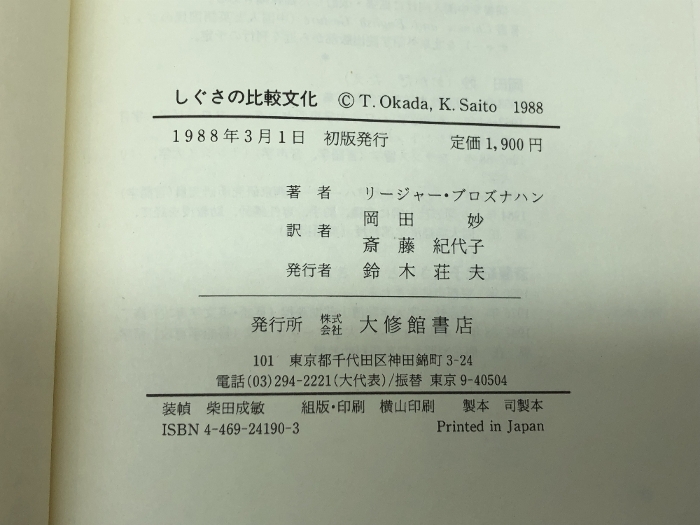 しぐさの比較文化 © T. Okada, K. Saito 1988
1988年3月1日 初版発行 定価1,900円
著者 リージャー・ブロズナハン
訳者 岡田 妙
斎藤 紀代子
発行者 鈴木荘夫
発行所 株式会社 大修館書店
101 東京都千代田区神田錦町3-24
電話(03)294-2221(大代表)/振替 東京9-40504
装幀 柴田成敏 組版・印刷 横山印刷 製本 司製本
ISBN 4-469-24190-3 Printed in Japan